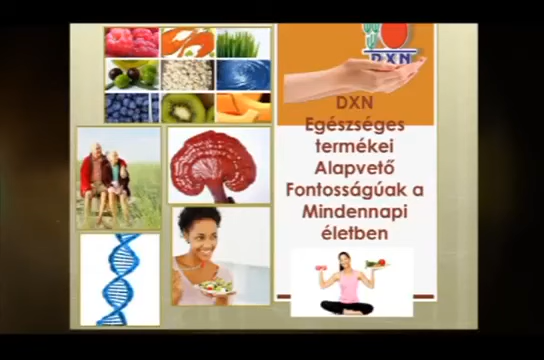 DXN
DXN
Egészséges
termékei
Alapvető
Fontosságúak a
Mindennapi
életben